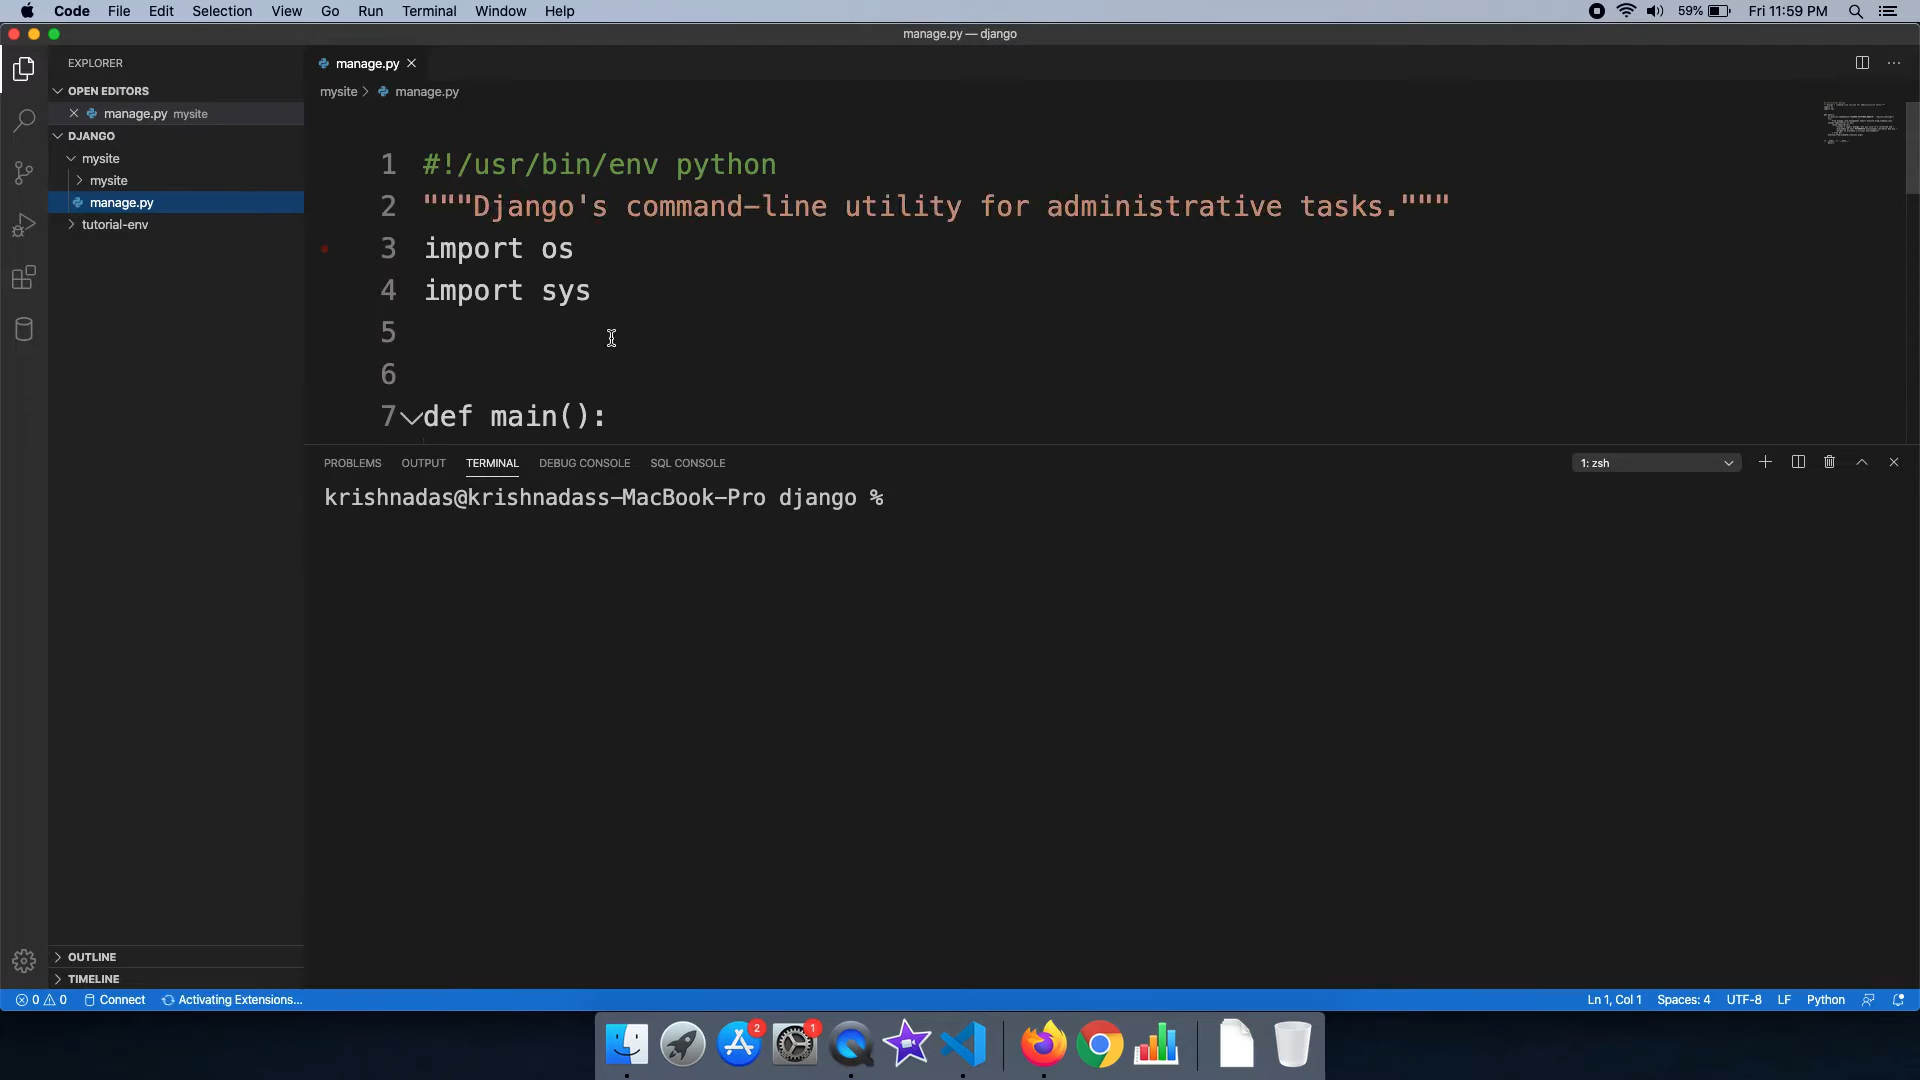 Code File Edit Selection View Go Run Terminal Window Help 59% Fri 11:59 PM
manage.py — django
EXPLORER
OPEN EDITORS
manage.py mysite
DJANGO
mysite
mysite
manage.py
tutorial-env
OUTLINE
TIMELINE
manage.py
mysite > manage.py
1 #!/usr/bin/env python
2 """Django's command-line utility for administrative tasks."""
3 import os
4 import sys
5
6
7 def main():
PROBLEMS OUTPUT TERMINAL DEBUG CONSOLE SQL CONSOLE 1: zsh
krishnadas@krishnadass-MacBook-Pro django %
0 0 Connect Activating Extensions... Ln 1, Col 1 Spaces: 4 UTF-8 LF Python
2 1